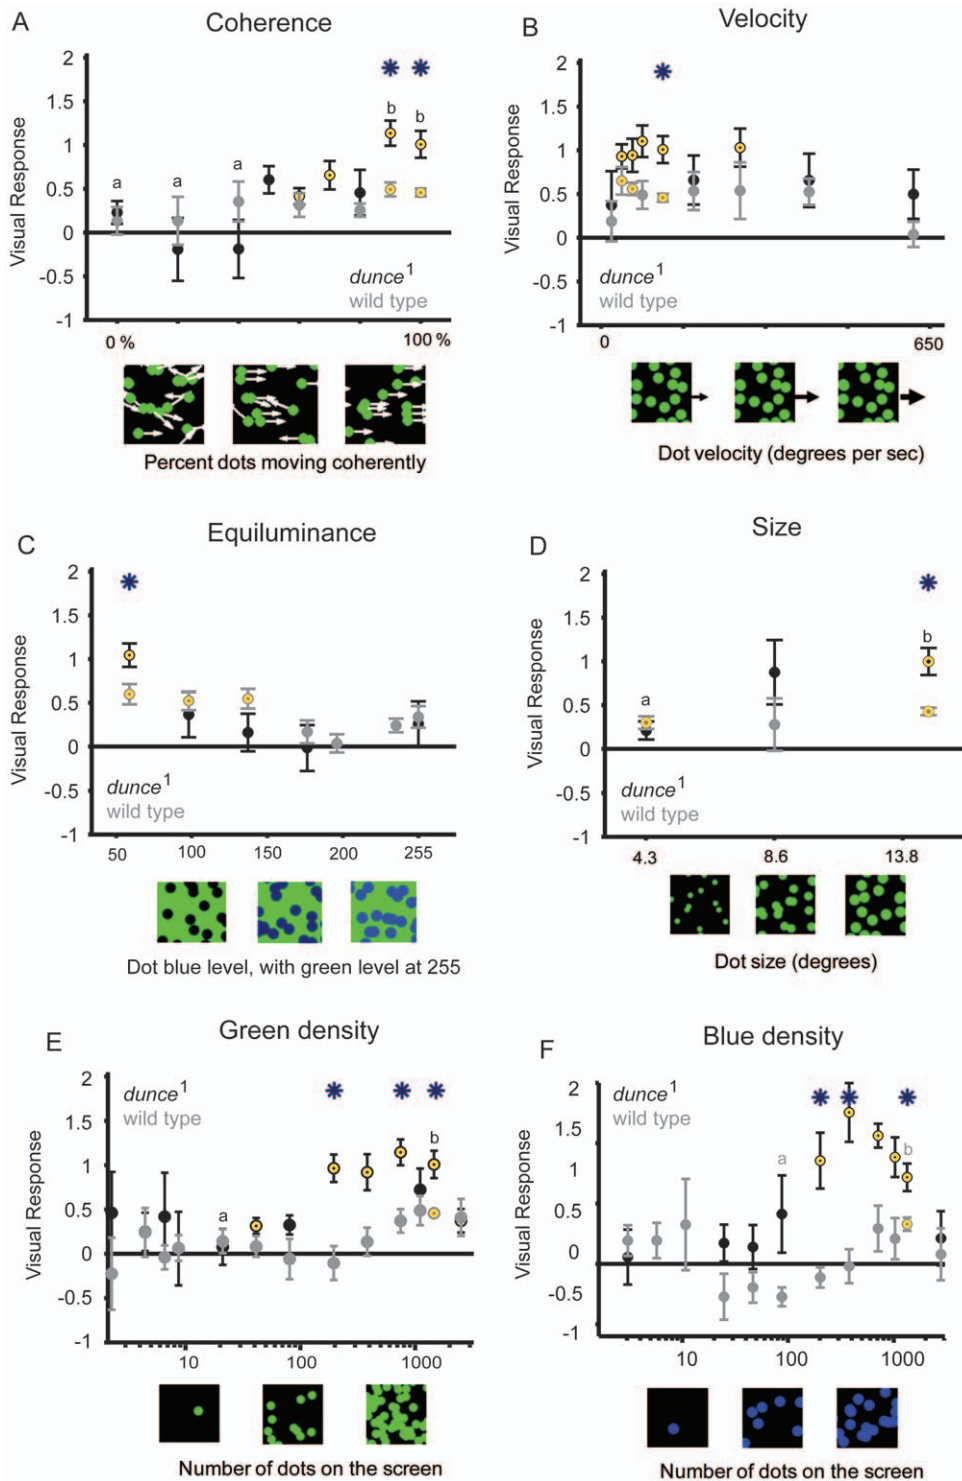 A
Coherence
2
1.5
1
0.5
0
-0.5
-1
Visual Response
a
a
a
b
b
dunce1
wild type
0 %
100 %
Percent dots moving coherently
B
Velocity
2
1.5
1
0.5
0
-0.5
-1
Visual Response
dunce1
wild type
0
650
Dot velocity (degrees per sec)
C
Equiluminance
2
1.5
1
0.5
0
-0.5
-1
Visual Response
dunce1
wild type
50
100
150
200
255
Dot blue level, with green level at 255
D
Size
2
1.5
1
0.5
0
-0.5
-1
Visual Response
a
b
dunce1
wild type
4.3
8.6
13.8
Dot size (degrees)
E
Green density
2
1.5
1
0.5
0
-0.5
-1
Visual Response
dunce1
wild type
a
b
10
100
1000
Number of dots on the screen
F
Blue density
2
1.5
1
0.5
0
-0.5
-1
Visual Response
dunce1
wild type
a
b
10
100
1000
Number of dots on the screen